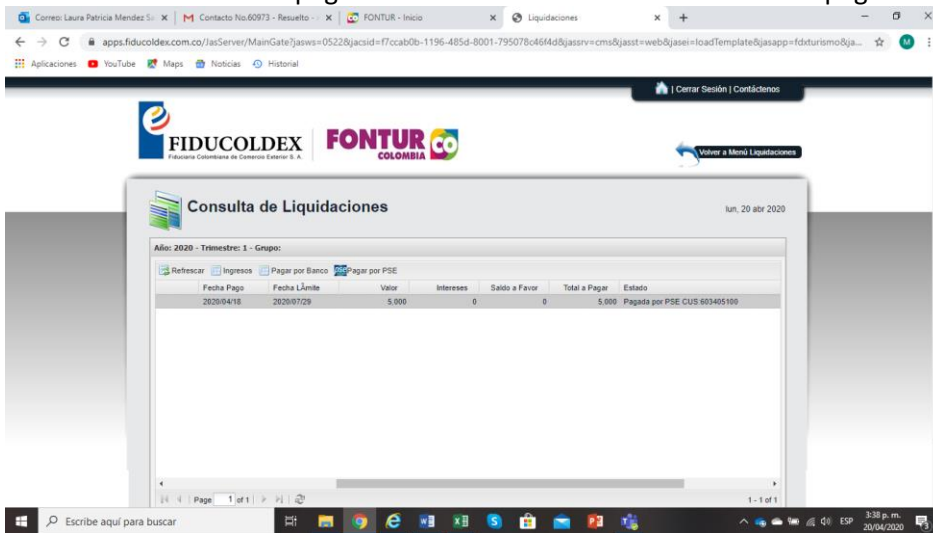 Correo: Laura Patricia Mendez S
Contacto No.60973 - Resuelto -
FONTUR - Inicio
Liquidaciones
apps.fiducoldex.com.co/JasServer/MainGate?jasws=0522&jacsid=f7ccab0b-1196-485d-8001-795078c46f4d&jassrv=cms&jasst=web&jasei=loadTemplate&jasapp=fdxturismo&ja...
M
Aplicaciones
YouTube
Maps
Noticias
Historial
| Cerrar Sesión | Contáctenos
FIDUCOLDEX
Fiduciaria Colombiana de Comercio Exterior S. A.
FONTUR CO
COLOMBIA
Volver a Menú Liquidaciones
Consulta de Liquidaciones
lun, 20 abr 2020
Año: 2020 - Trimestre: 1 - Grupo:
Refrescar Ingresos Pagar por Banco Pagar por PSE
Fecha Pago Fecha LÃmite Valor Intereses Saldo a Favor Total a Pagar Estado
2020/04/18 2020/07/29 5,000 0 0 5,000 Pagada por PSE CUS:603405100
Page 1 of 1
1 - 1 of 1
Escribe aquí para buscar
ESP
3:38 p. m.
20/04/2020